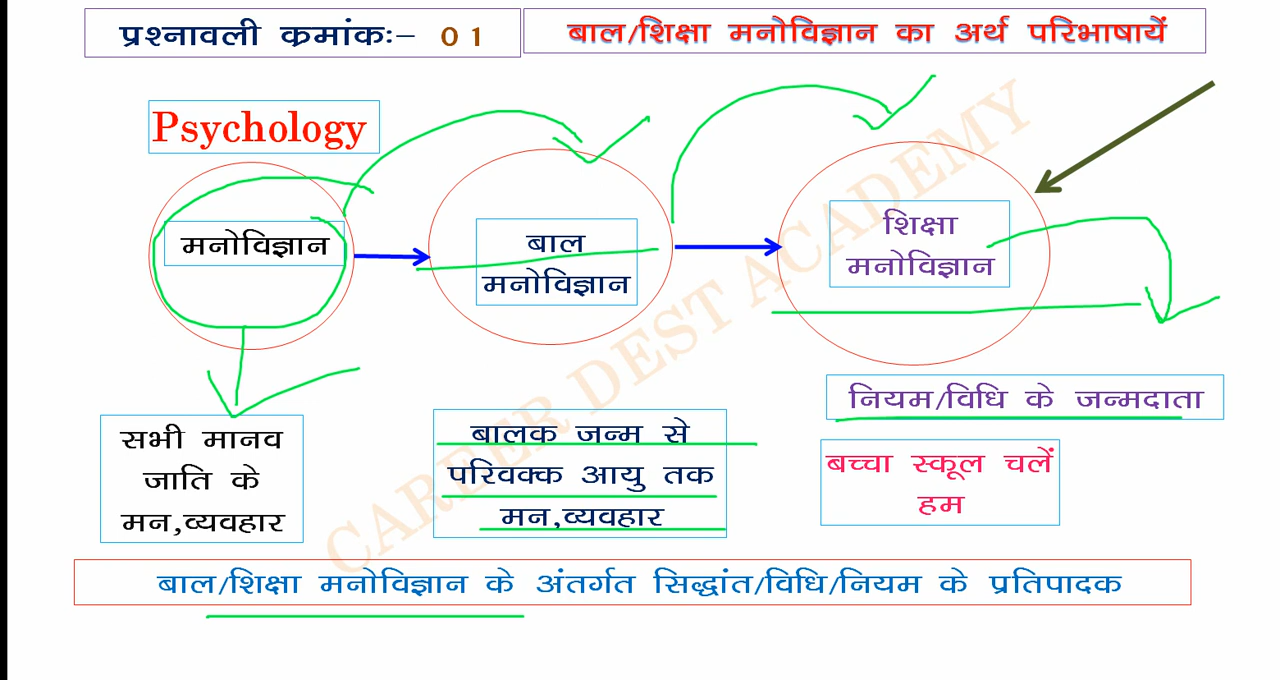 प्रश्नावली क्रमांकः– 01
बाल/शिक्षा मनोविज्ञान का अर्थ परिभाषायें
Psychology
मनोविज्ञान
बाल
मनोविज्ञान
शिक्षा
मनोविज्ञान
सभी मानव
जाति के
मन,व्यवहार
बालक जन्म से
परिवक्क आयु तक
मन,व्यवहार
नियम/विधि के जन्मदाता
बच्चा स्कूल चलें
हम
बाल/शिक्षा मनोविज्ञान के अंतर्गत सिद्धांत/विधि/नियम के प्रतिपादक
CAREER DEST ACADEMY